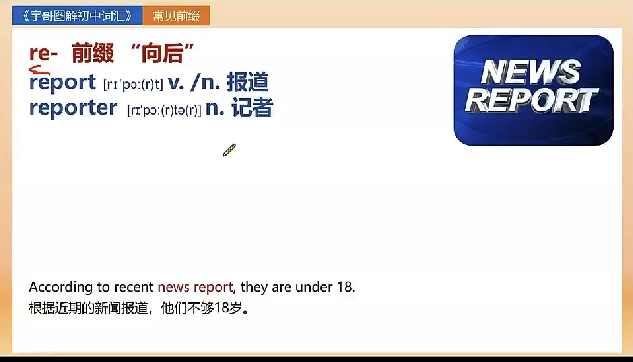 《宇哥图解初中词汇》 常见前缀
re- 前缀 “向后”
report [rɪˈpɔː(r)t] v. /n. 报道
reporter [rɪˈpɔː(r)tə(r)] n. 记者
NEWS
REPORT
According to recent news report, they are under 18.
根据近期的新闻报道，他们不够18岁。